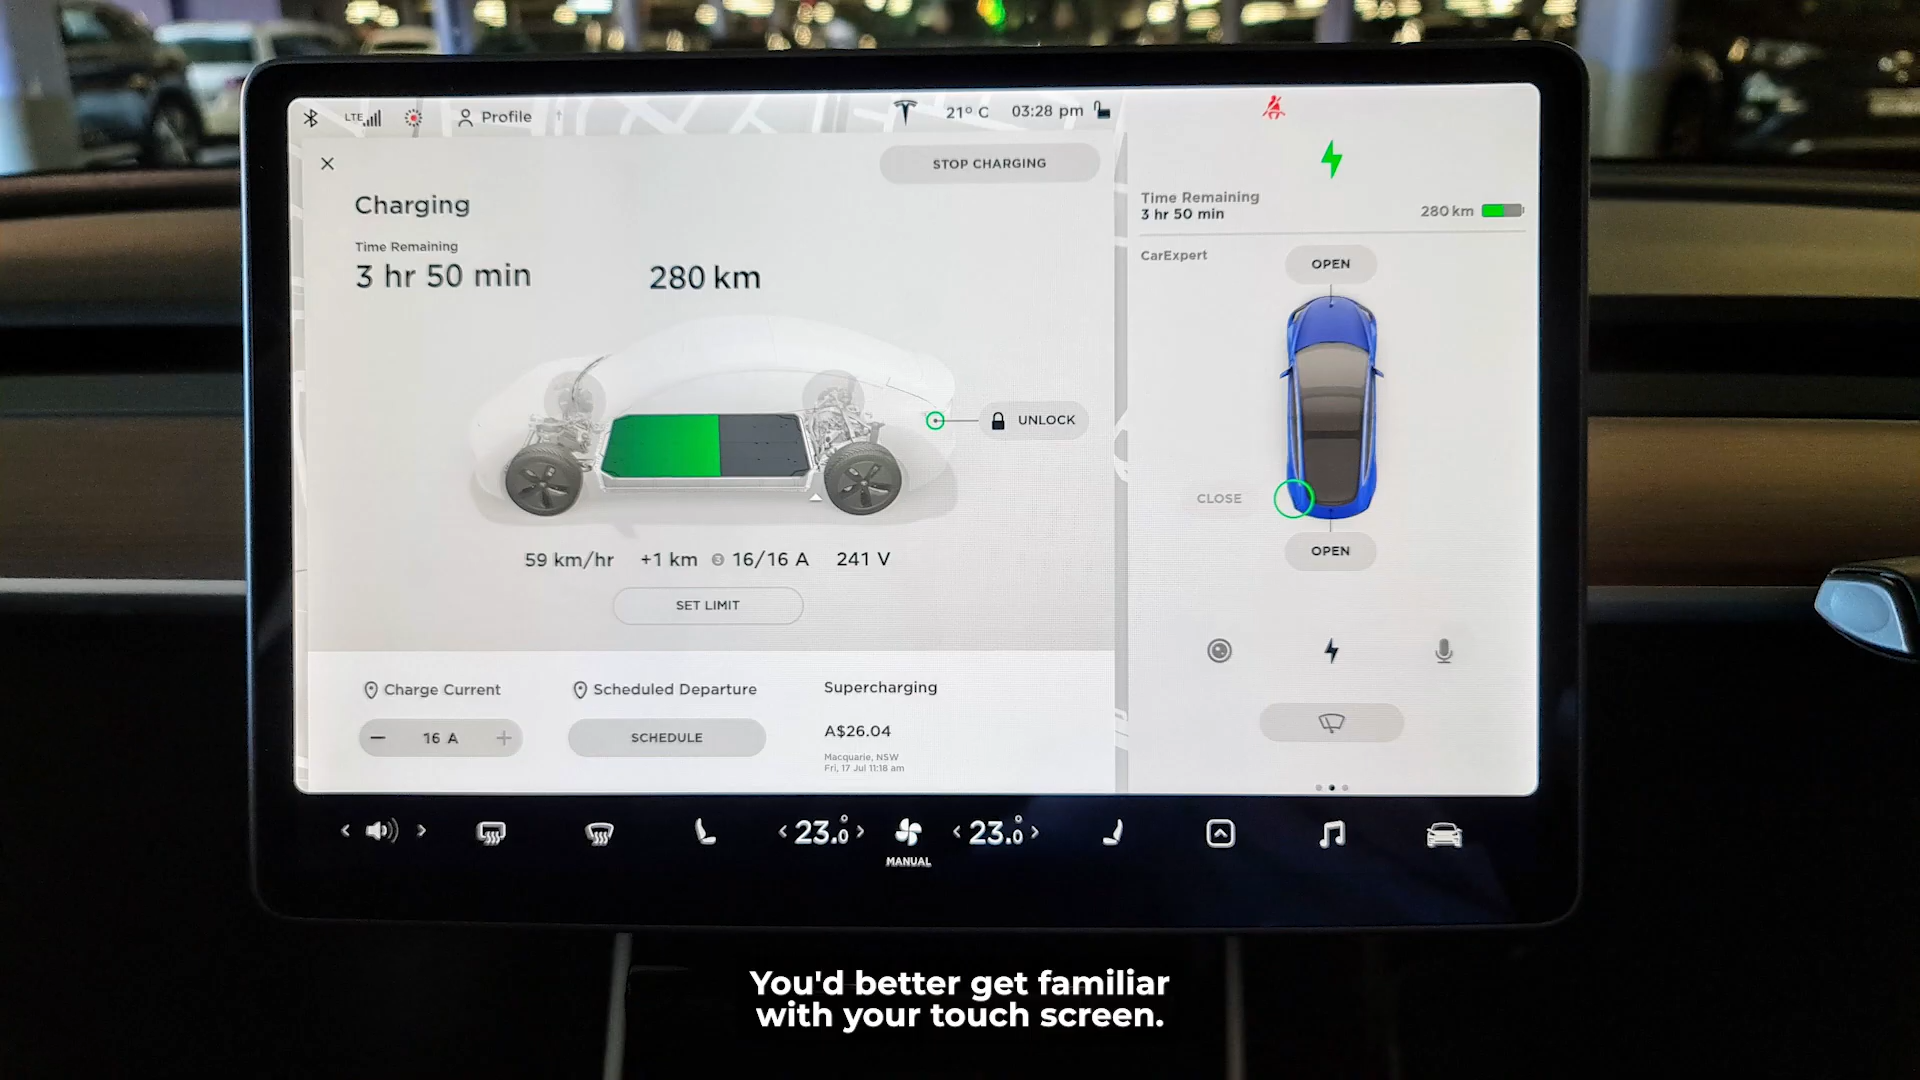 LTE
Profile
21° C
03:28 pm
STOP CHARGING
Charging
Time Remaining
3 hr 50 min
280 km
UNLOCK
59 km/hr
+1 km
3 16/16 A
241 V
SET LIMIT
Charge Current
16 A
Scheduled Departure
SCHEDULE
Supercharging
A$26.04
Macquarie, NSW
Fri, 17 Jul 11:18 am
Time Remaining
3 hr 50 min
280 km
CarExpert
OPEN
CLOSE
OPEN
23.0°
MANUAL
23.0°
You'd better get familiar
with your touch screen.